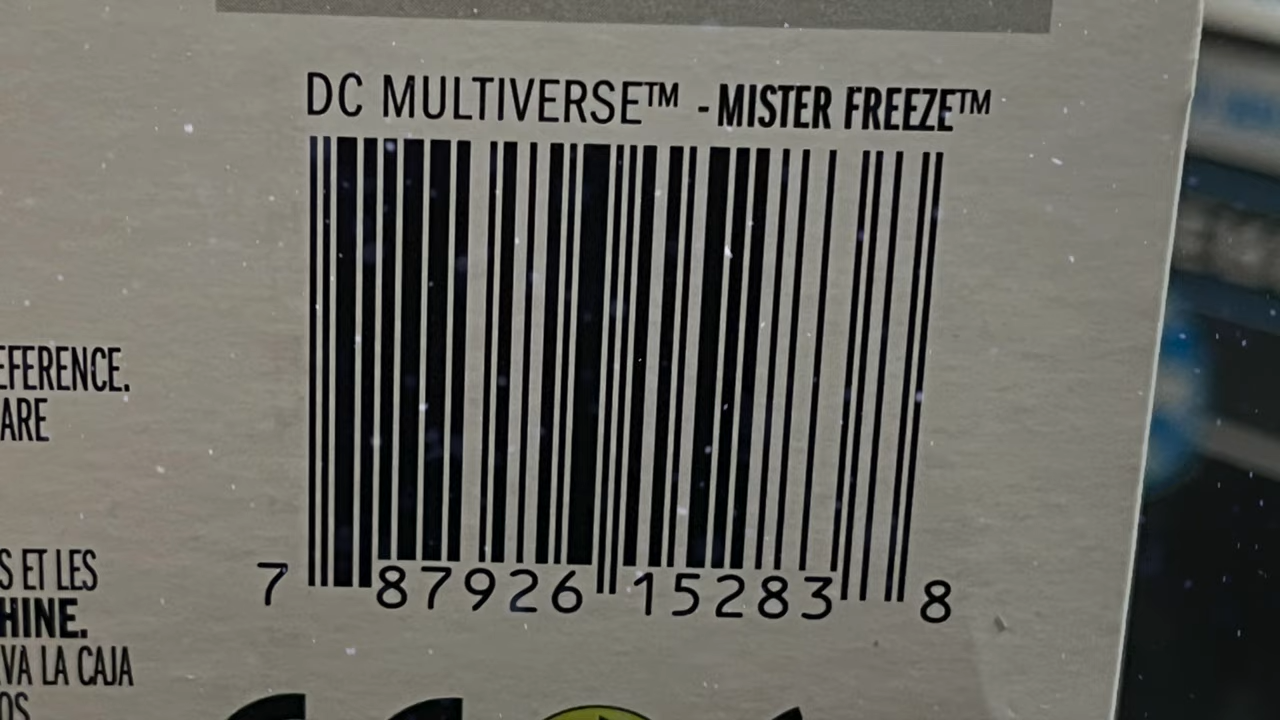 DC MULTIVERSE™ - MISTER FREEZE™
EFERENCE.
ARE
S ET LES
HINE.
VA LA CAJA
OS
7 87926 15283 8